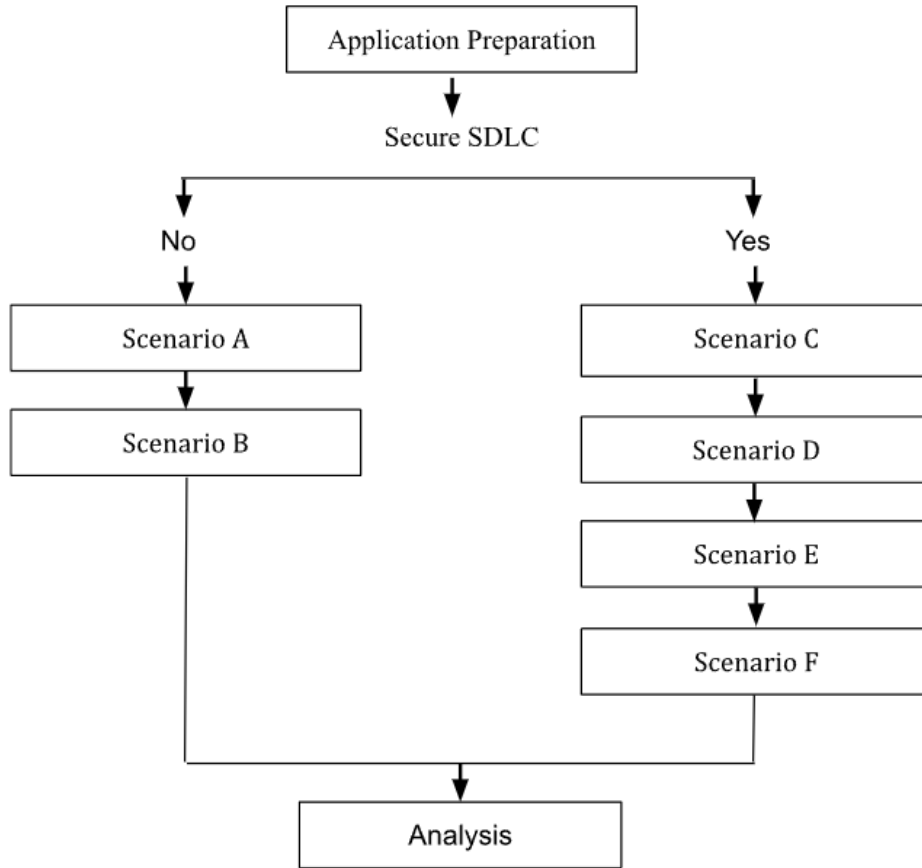 Application Preparation
Secure SDLC
No
Yes
Scenario A
Scenario C
Scenario B
Scenario D
Scenario E
Scenario F
Analysis